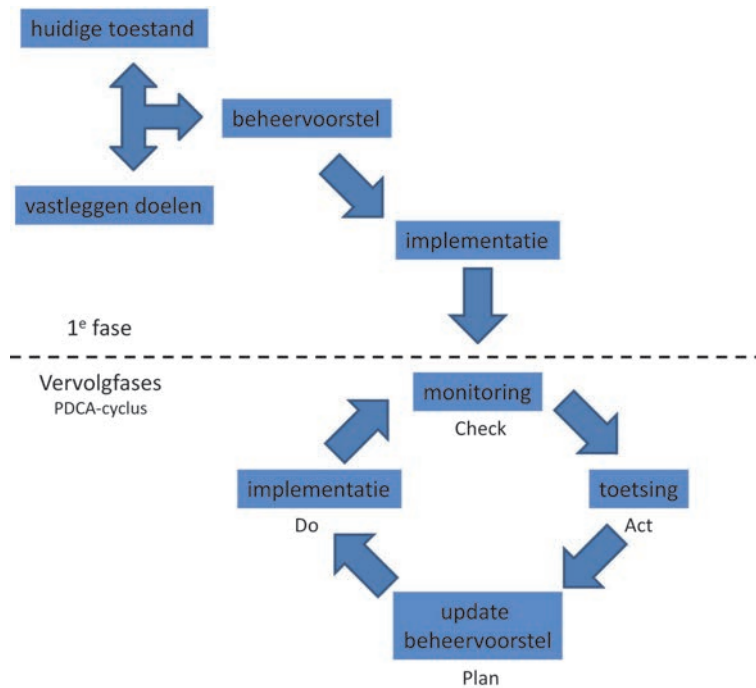 huidige toestand
beheervoorstel
vastleggen doelen
implementatie
1e fase
Vervolgfases
PDCA-cyclus
monitoring
Check
implementatie
Do
toetsing
Act
update
beheervoorstel
Plan